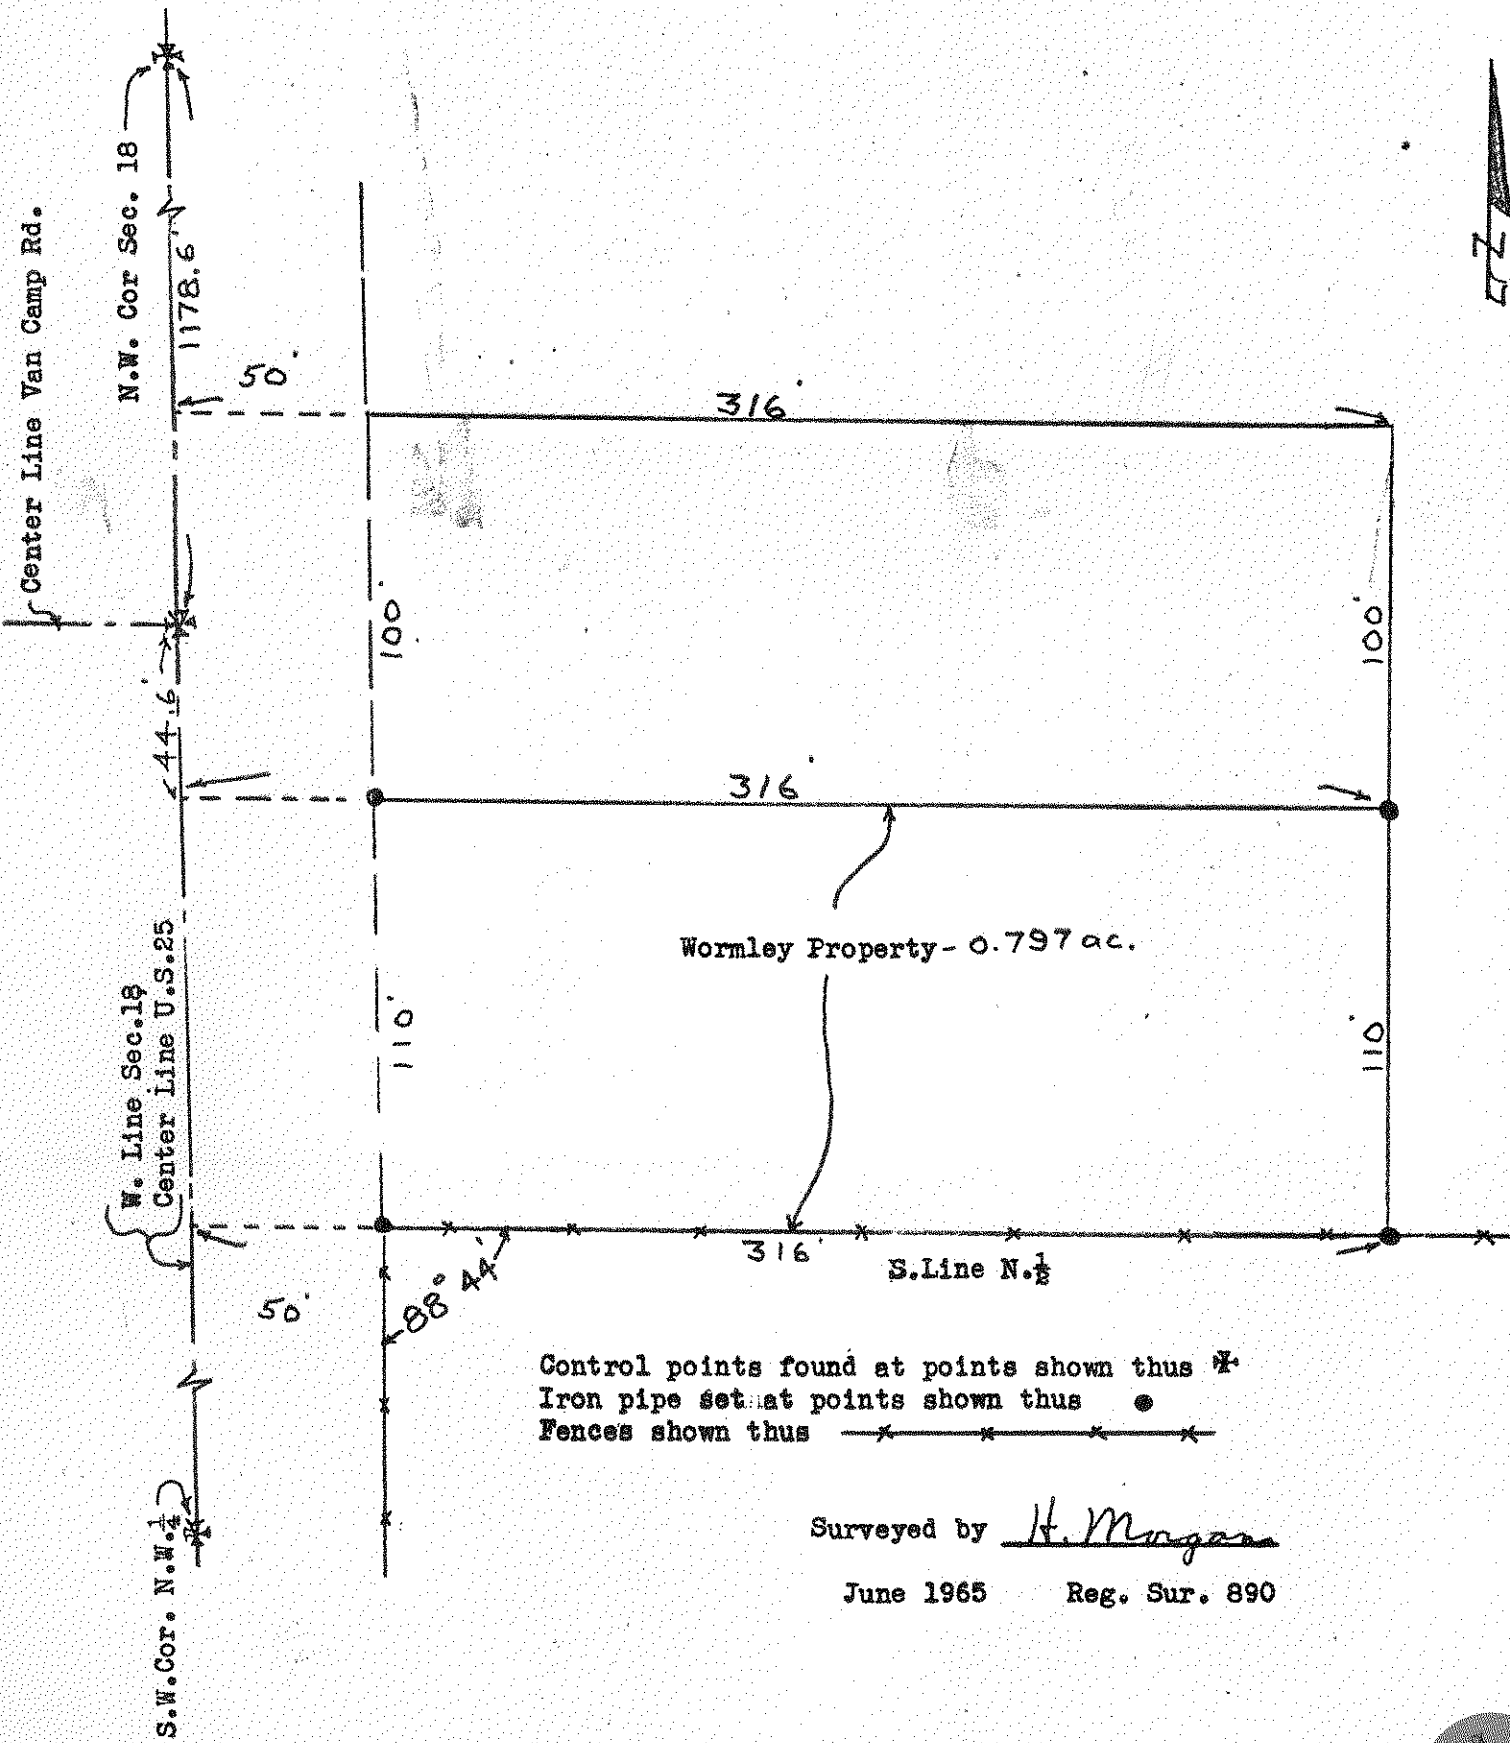 N.W. Cor Sec. 18
Center Line Van Camp Rd.
1178.6'
50'
N
316'
100'
100'
44.6'
316'
Wormley Property - 0.797 ac.
W. Line Sec.18
Center Line U.S.25
110'
110'
316'
S.Line N.½
88° 44'
50'
Control points found at points shown thus
Iron pipe set at points shown thus
Fences shown thus
S.W.Cor. N.W.¼
Surveyed by H. Morgan
June 1965 Reg. Sur. 890